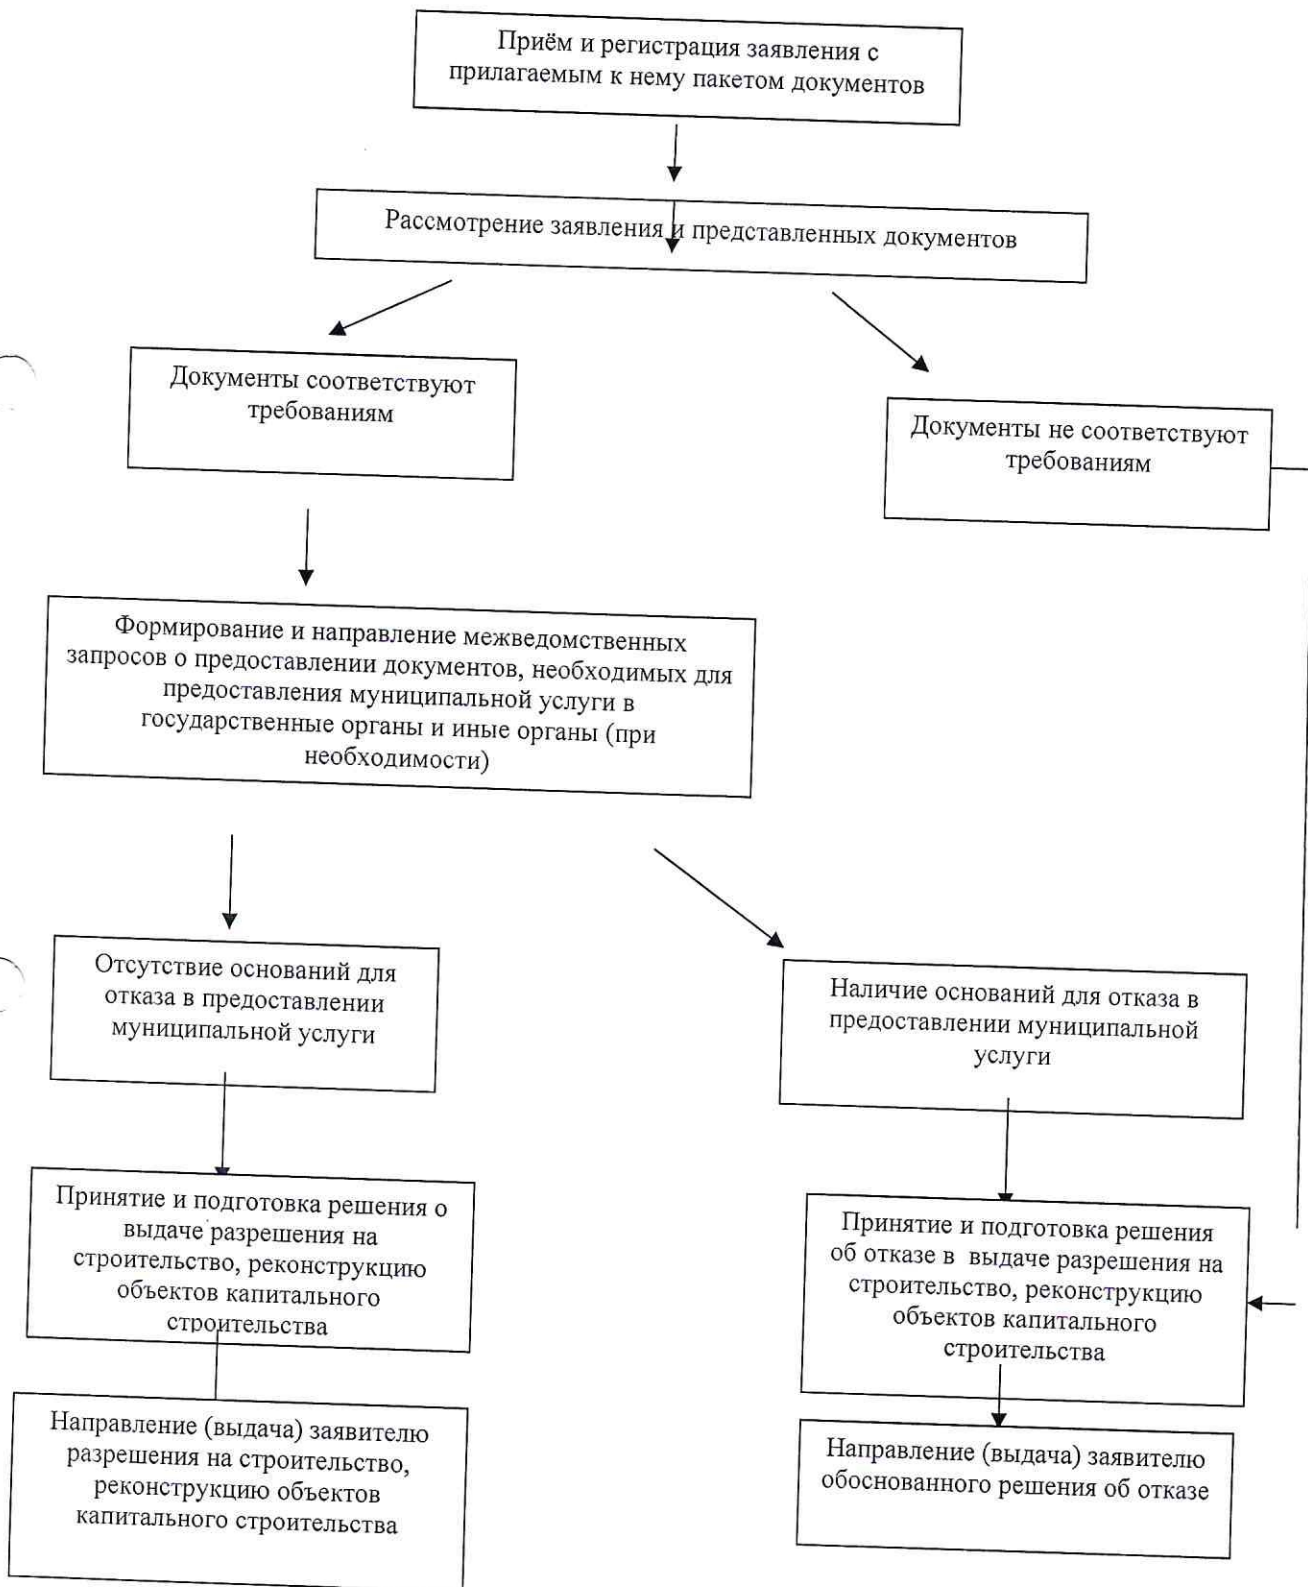 Приём и регистрация заявления с
прилагаемым к нему пакетом документов
Рассмотрение заявления и представленных документов
Документы соответствуют
требованиям
Документы не соответствуют
требованиям
Формирование и направление межведомственных
запросов о предоставлении документов, необходимых для
предоставления муниципальной услуги в
государственные органы и иные органы (при
необходимости)
Отсутствие оснований для
отказа в предоставлении
муниципальной услуги
Наличие оснований для отказа в
предоставлении муниципальной
услуги
Принятие и подготовка решения о
выдаче разрешения на
строительство, реконструкцию
объектов капитального
строительства
Принятие и подготовка решения
об отказе в выдаче разрешения на
строительство, реконструкцию
объектов капитального
строительства
Направление (выдача) заявителю
разрешения на строительство,
реконструкцию объектов
капитального строительства
Направление (выдача) заявителю
обоснованного решения об отказе